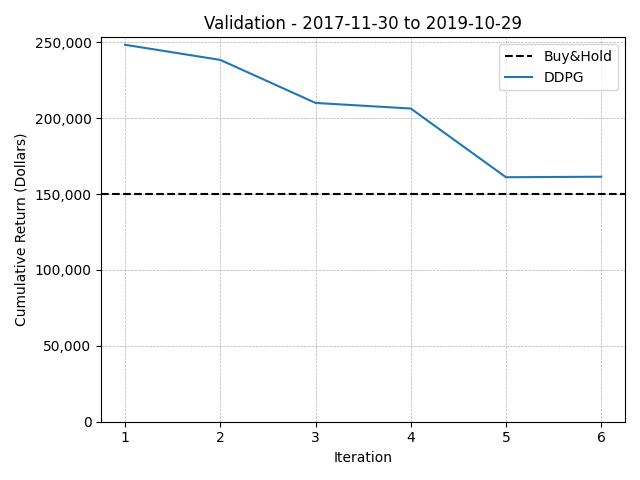 Validation - 2017-11-30 to 2019-10-29
Cumulative Return (Dollars)
250,000
200,000
150,000
100,000
50,000
0
Buy&Hold
DDPG
1 2 3 4 5 6
Iteration